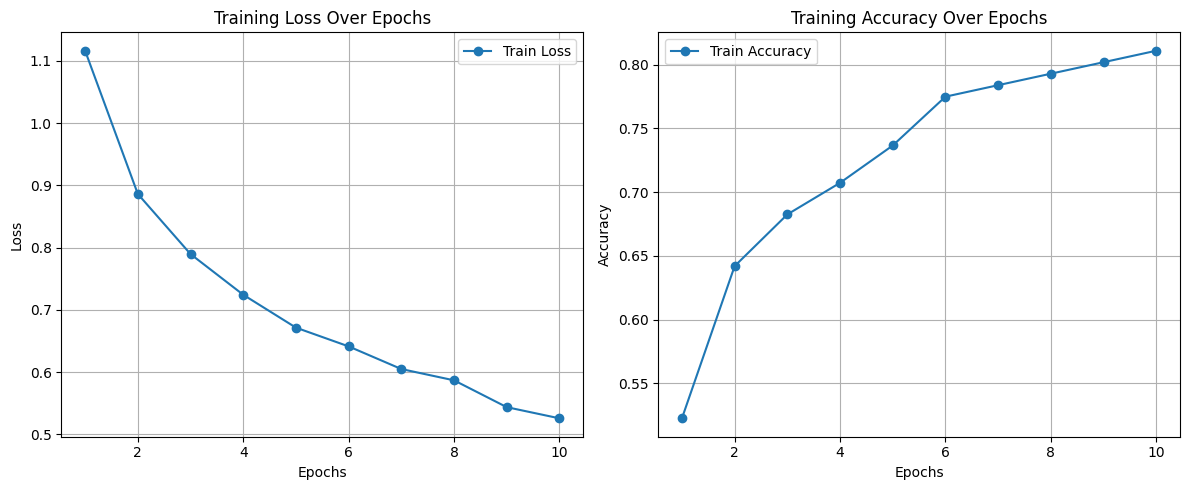 Training Loss Over Epochs
Train Loss
1.1
1.0
0.9
0.8
0.7
0.6
0.5
Loss
2 4 6 8 10
Epochs
Training Accuracy Over Epochs
Train Accuracy
0.80
0.75
0.70
0.65
0.60
0.55
Accuracy
2 4 6 8 10
Epochs